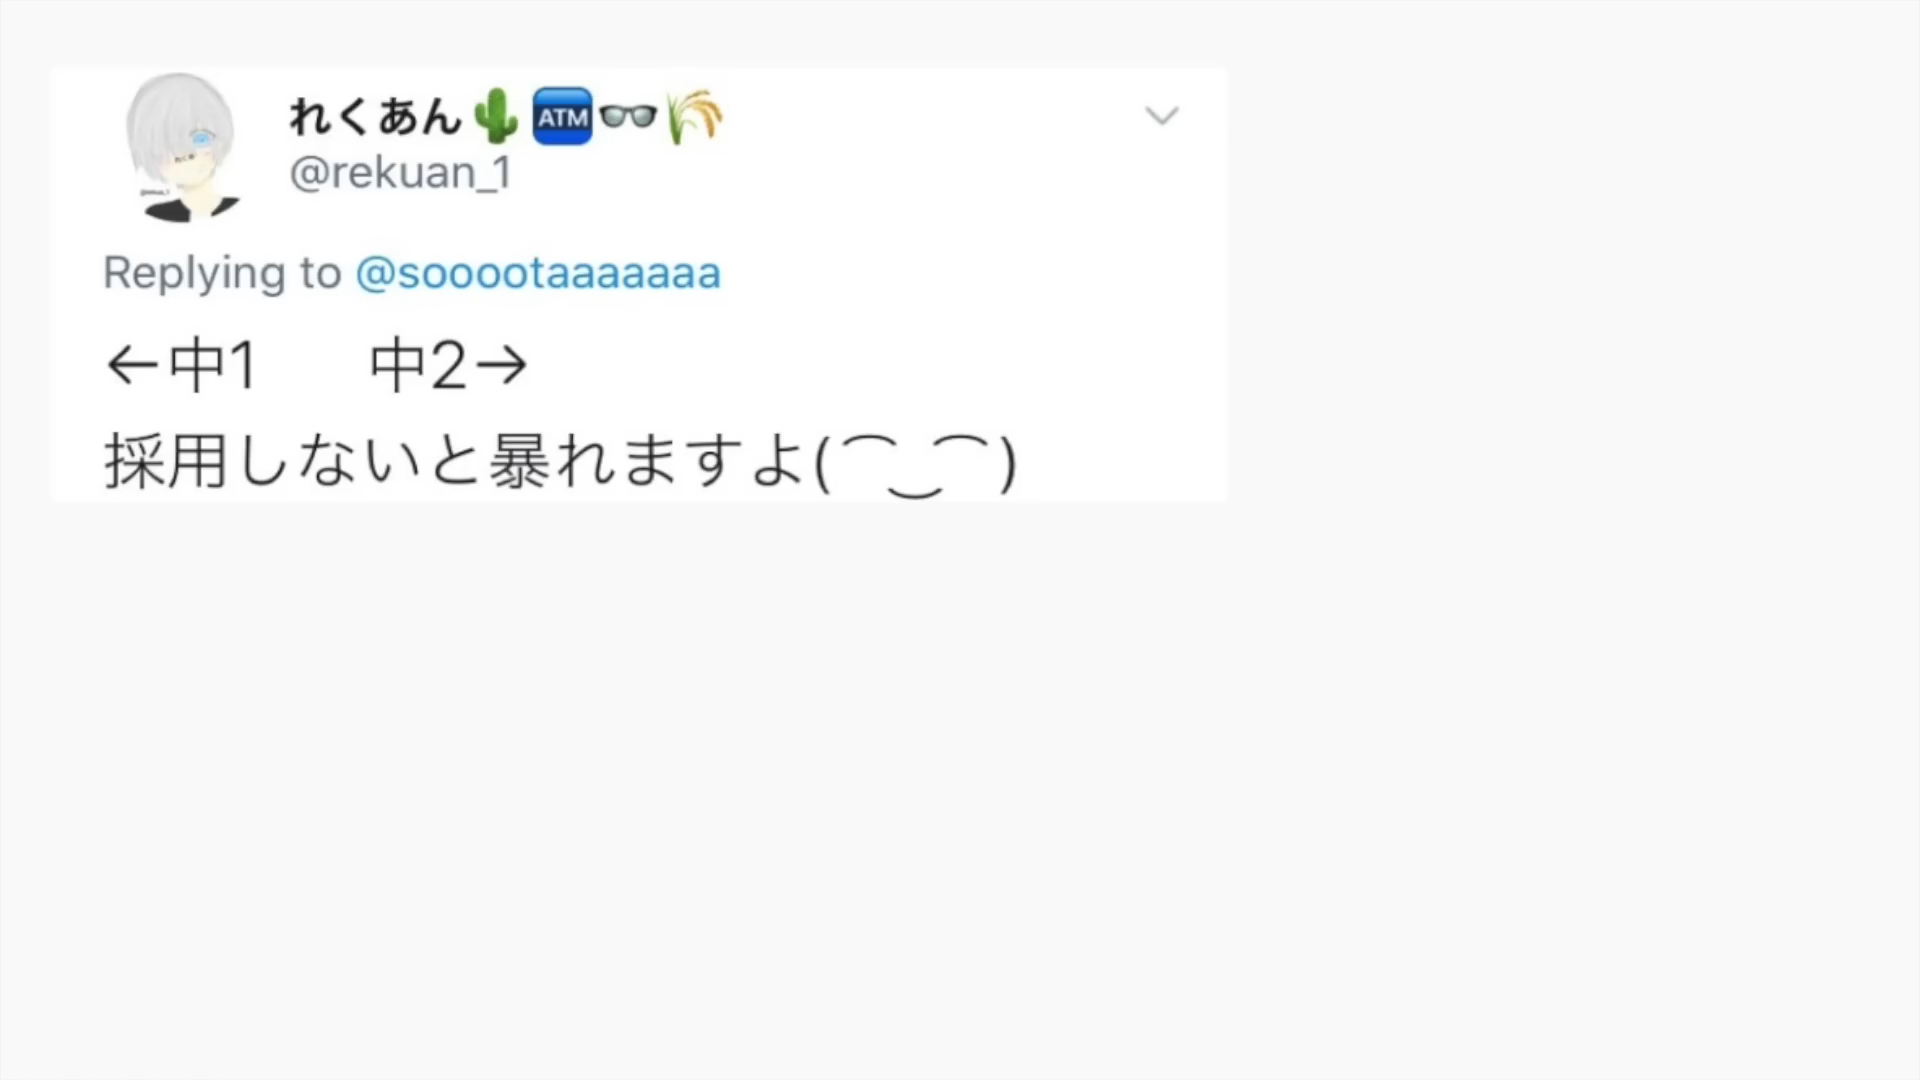 れくあん🌵🏧👓🌾
@rekuan_1
Replying to @sooootaaaaaaa
←中1　中2→
採用しないと暴れますよ(⌒‿⌒)